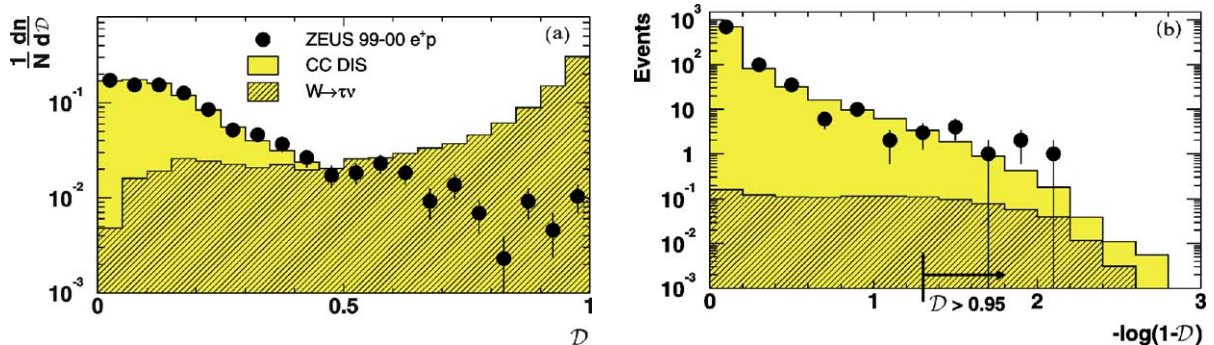 1 dn
N d𝒟
(a)
ZEUS 99-00 e⁺p
CC DIS
W→τν
10⁻¹
10⁻²
10⁻³
0 0.5 1
𝒟
Events
(b)
10³
10²
10
1
10⁻¹
10⁻²
10⁻³
𝒟 > 0.95
0 1 2 3
-log(1-𝒟)